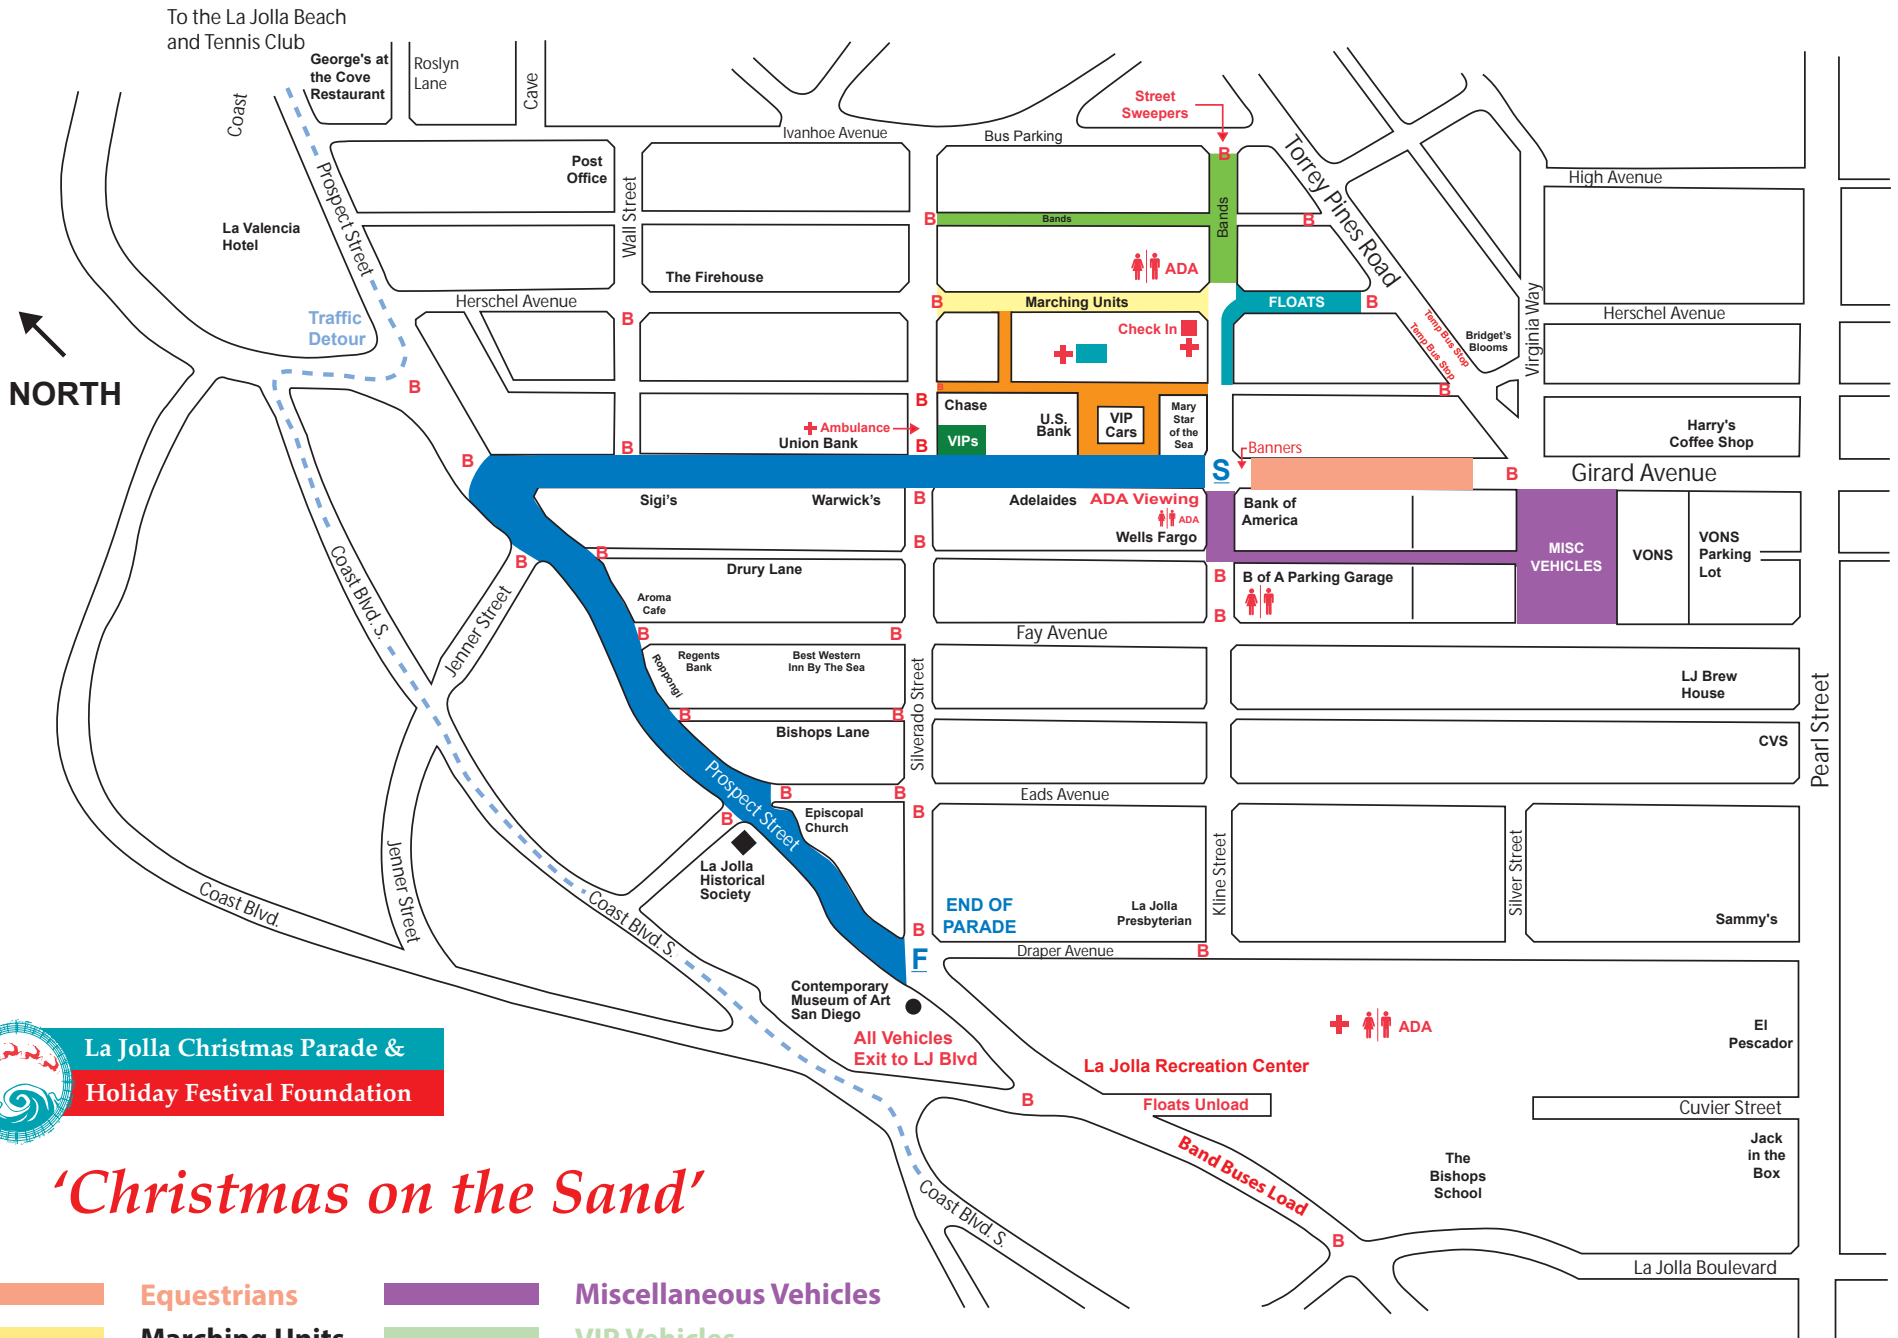 To the La Jolla Beach
and Tennis Club
George's at
the Cove
Restaurant
Roslyn
Lane
Cave
Coast
Street
Sweepers
Ivanhoe Avenue
Bus Parking
B
Torrey Pines Road
High Avenue
Post
Office
Prospect Street
Wall Street
La Valencia
Hotel
B
Bands
Bands
B
The Firehouse
ADA
Herschel Avenue
B
Marching Units
FLOATS
B
Herschel Avenue
Virginia Way
Traffic
Detour
B
Check In
Temp Bus Stop
Temp Bus Stop
Bridget's
Blooms
NORTH
B
B
B
B
Chase
U.S.
Bank
VIP
Cars
Mary
Star
of the
Sea
Harry's
Coffee Shop
Ambulance
Union Bank
VIPs
B
B
B
Banners
S
B
Girard Avenue
Sigi's
Warwick's
B
Adelaides
ADA Viewing
ADA
Wells Fargo
Bank of
America
B
B
B
MISC
VEHICLES
VONS
VONS
Parking
Lot
Drury Lane
B
B of A Parking Garage
B
Aroma
Cafe
Coast Blvd. S.
Jenner Street
B
B
Fay Avenue
Roppongi
Regents
Bank
Best Western
Inn By The Sea
Silverado Street
LJ Brew
House
Pearl Street
B
B
Bishops Lane
CVS
Prospect Street
B
B
Eads Avenue
B
B
Episcopal
Church
Jenner Street
La Jolla
Historical
Society
Kline Street
Silver Street
Coast Blvd.
Coast Blvd. S.
END OF
PARADE
La Jolla
Presbyterian
Sammy's
B
F
Draper Avenue
B
Contemporary
Museum of Art
San Diego
All Vehicles
Exit to LJ Blvd
ADA
El
Pescador
La Jolla Recreation Center
La Jolla Christmas Parade &
Holiday Festival Foundation
B
Floats Unload
Cuvier Street
Band Buses Load
The
Bishops
School
Jack
in the
Box
'Christmas on the Sand'
Coast Blvd. S.
B
La Jolla Boulevard
Equestrians
Miscellaneous Vehicles
Marching Units
VIP Vehicles